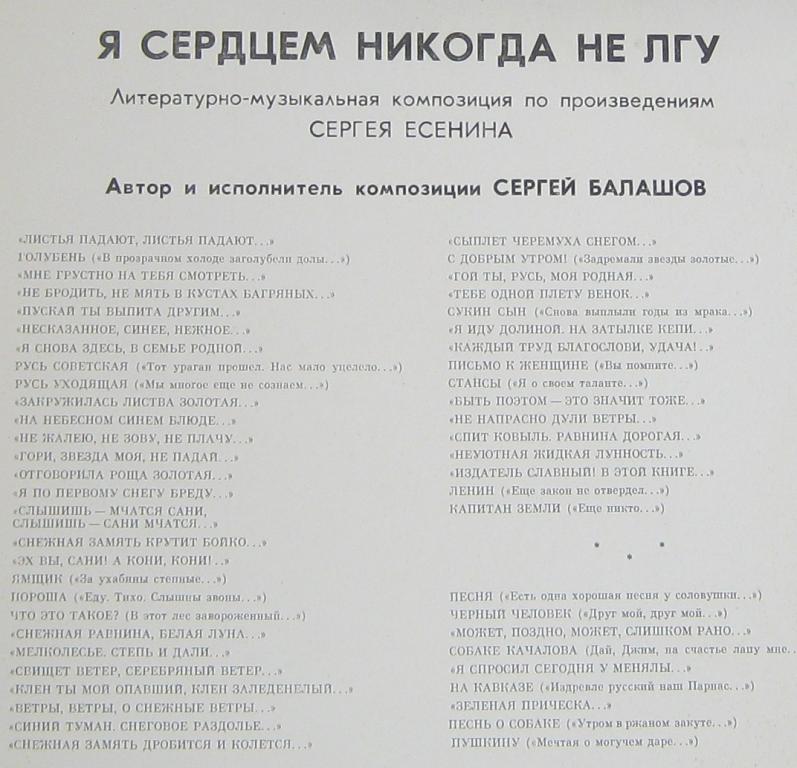 Я СЕРДЦЕМ НИКОГДА НЕ ЛГУ
Литературно-музыкальная композиция по произведениям
СЕРГЕЯ ЕСЕНИНА
Автор и исполнитель композиции СЕРГЕЙ БАЛАШОВ
«ЛИСТЬЯ ПАДАЮТ, ЛИСТЬЯ ПАДАЮТ...»
ГОЛУБЕНЬ («В прозрачном холоде заголубели долы...»)
«МНЕ ГРУСТНО НА ТЕБЯ СМОТРЕТЬ...»
«НЕ БРОДИТЬ, НЕ МЯТЬ В КУСТАХ БАГРЯНЫХ...»
«ПУСКАЙ ТЫ ВЫПИТА ДРУГИМ...»
«НЕСКАЗАННОЕ, СИНЕЕ, НЕЖНОЕ...»
«Я СНОВА ЗДЕСЬ, В СЕМЬЕ РОДНОЙ...»
РУСЬ СОВЕТСКАЯ («Тот ураган прошел. Нас мало уцелело...»)
РУСЬ УХОДЯЩАЯ («Мы многое еще не сознаем...»)
«ЗАКРУЖИЛАСЬ ЛИСТВА ЗОЛОТАЯ...»
«НА НЕБЕСНОМ СИНЕМ БЛЮДЕ...»
«НЕ ЖАЛЕЮ, НЕ ЗОВУ, НЕ ПЛАЧУ...»
«ГОРИ, ЗВЕЗДА МОЯ, НЕ ПАДАЙ...»
«ОТГОВОРИЛА РОЩА ЗОЛОТАЯ...»
«Я ПО ПЕРВОМУ СНЕГУ БРЕДУ...»
«СЛЫШИШЬ — МЧАТСЯ САНИ,
СЛЫШИШЬ — САНИ МЧАТСЯ...»
«СНЕЖНАЯ ЗАМЯТЬ КРУТИТ БОЙКО...»
«ЭХ ВЫ, САНИ! А КОНИ, КОНИ!..»
ЯМЩИК («За ухабины степные...»)
ПОРОША («Еду. Тихо. Слышны звоны...»)
ЧТО ЭТО ТАКОЕ? (В этот лес завороженный...)
«СНЕЖНАЯ РАВНИНА, БЕЛАЯ ЛУНА...»
«МЕЛКОЛЕСЬЕ. СТЕПЬ И ДАЛИ...»
«СВИЩЕТ ВЕТЕР, СЕРЕБРЯНЫЙ ВЕТЕР...»
«КЛЕН ТЫ МОЙ ОПАВШИЙ, КЛЕН ЗАЛЕДЕНЕЛЫЙ...»
«ВЕТРЫ, ВЕТРЫ, О СНЕЖНЫЕ ВЕТРЫ...»
«СИНИЙ ТУМАН. СНЕГОВОЕ РАЗДОЛЬЕ...»
«СНЕЖНАЯ ЗАМЯТЬ ДРОБИТСЯ И КОЛЕТСЯ...»
«СЫПЛЕТ ЧЕРЕМУХА СНЕГОМ...»
С ДОБРЫМ УТРОМ! («Задремали звезды золотые...»)
«ГОЙ ТЫ, РУСЬ, МОЯ РОДНАЯ...»
«ТЕБЕ ОДНОЙ ПЛЕТУ ВЕНОК...»
СУКИН СЫН («Снова выплыли годы из мрака...»)
«Я ИДУ ДОЛИНОЙ. НА ЗАТЫЛКЕ КЕПИ...»
«КАЖДЫЙ ТРУД БЛАГОСЛОВИ, УДАЧА!..»
ПИСЬМО К ЖЕНЩИНЕ («Вы помните...»)
СТАНСЫ («Я о своем таланте...»)
«БЫТЬ ПОЭТОМ — ЭТО ЗНАЧИТ ТОЖЕ...»
«НЕ НАПРАСНО ДУЛИ ВЕТРЫ...»
«СПИТ КОВЫЛЬ. РАВНИНА ДОРОГАЯ...»
«НЕУЮТНАЯ ЖИДКАЯ ЛУННОСТЬ...»
«ИЗДАТЕЛЬ СЛАВНЫЙ! В ЭТОЙ КНИГЕ...»
ЛЕНИН («Еще закон не отвердел...»)
КАПИТАН ЗЕМЛИ («Еще никто...»)
* * *
ПЕСНЯ («Есть одна хорошая песня у соловушки...»)
ЧЕРНЫЙ ЧЕЛОВЕК («Друг мой, друг мой...»)
«МОЖЕТ, ПОЗДНО, МОЖЕТ, СЛИШКОМ РАНО...»
СОБАКЕ КАЧАЛОВА (Дай, Джим, на счастье лапу мне..
«Я СПРОСИЛ СЕГОДНЯ У МЕНЯЛЫ...»
НА КАВКАЗЕ («Издревле русский наш Парнас...»)
«ЗЕЛЕНАЯ ПРИЧЕСКА...»
ПЕСНЬ О СОБАКЕ («Утром в ржаном закуте...»)
ПУШКИНУ («Мечтая о могучем даре...»)